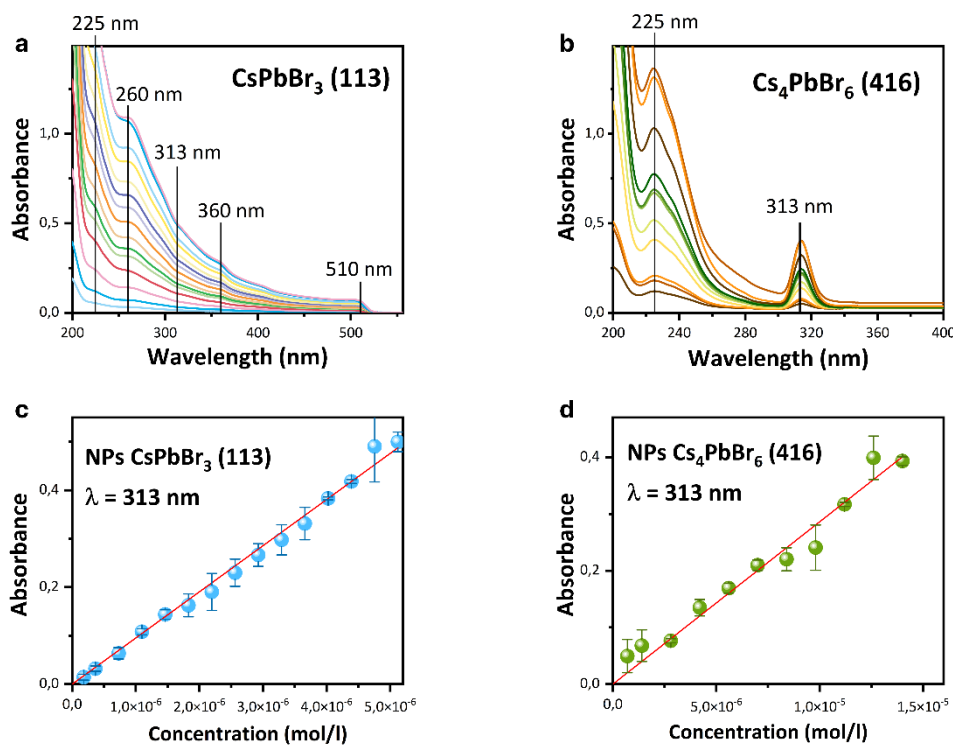 a
225 nm
CsPbBr₃ (113)
260 nm
313 nm
360 nm
510 nm
Absorbance
1,0
0,5
0,0
200
300
400
500
Wavelength (nm)
b
225 nm
Cs₄PbBr₆ (416)
313 nm
Absorbance
1,0
0,5
0,0
200
240
280
320
360
400
Wavelength (nm)
c
NPs CsPbBr₃ (113)
λ = 313 nm
Absorbance
0,4
0,2
0,0
0,0
1,0×10⁻⁶
2,0×10⁻⁶
3,0×10⁻⁶
4,0×10⁻⁶
5,0×10⁻⁶
Concentration (mol/l)
d
NPs Cs₄PbBr₆ (416)
λ = 313 nm
Absorbance
0,4
0,2
0,0
0,0
5,0×10⁻⁶
1,0×10⁻⁵
1,5×10⁻⁵
Concentration (mol/l)